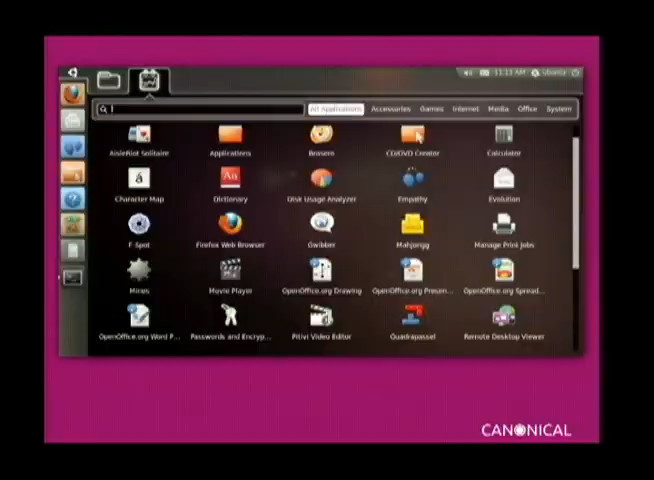 11:11 AM Ubuntu
All Applications Accessories Games Internet Media Office System
AisleRiot Solitaire Applications Brasero CD/DVD Creator Calculator
Character Map Dictionary Disk Usage Analyzer Empathy Evolution
F-Spot Firefox Web Browser Gwibber Mahjongg Manage Print Jobs
Mines Movie Player OpenOffice.org Drawing OpenOffice.org Presen... OpenOffice.org Spread...
OpenOffice.org Word P... Passwords and Encryp... Pitivi Video Editor Quadrapassel Remote Desktop Viewer
CANONICAL